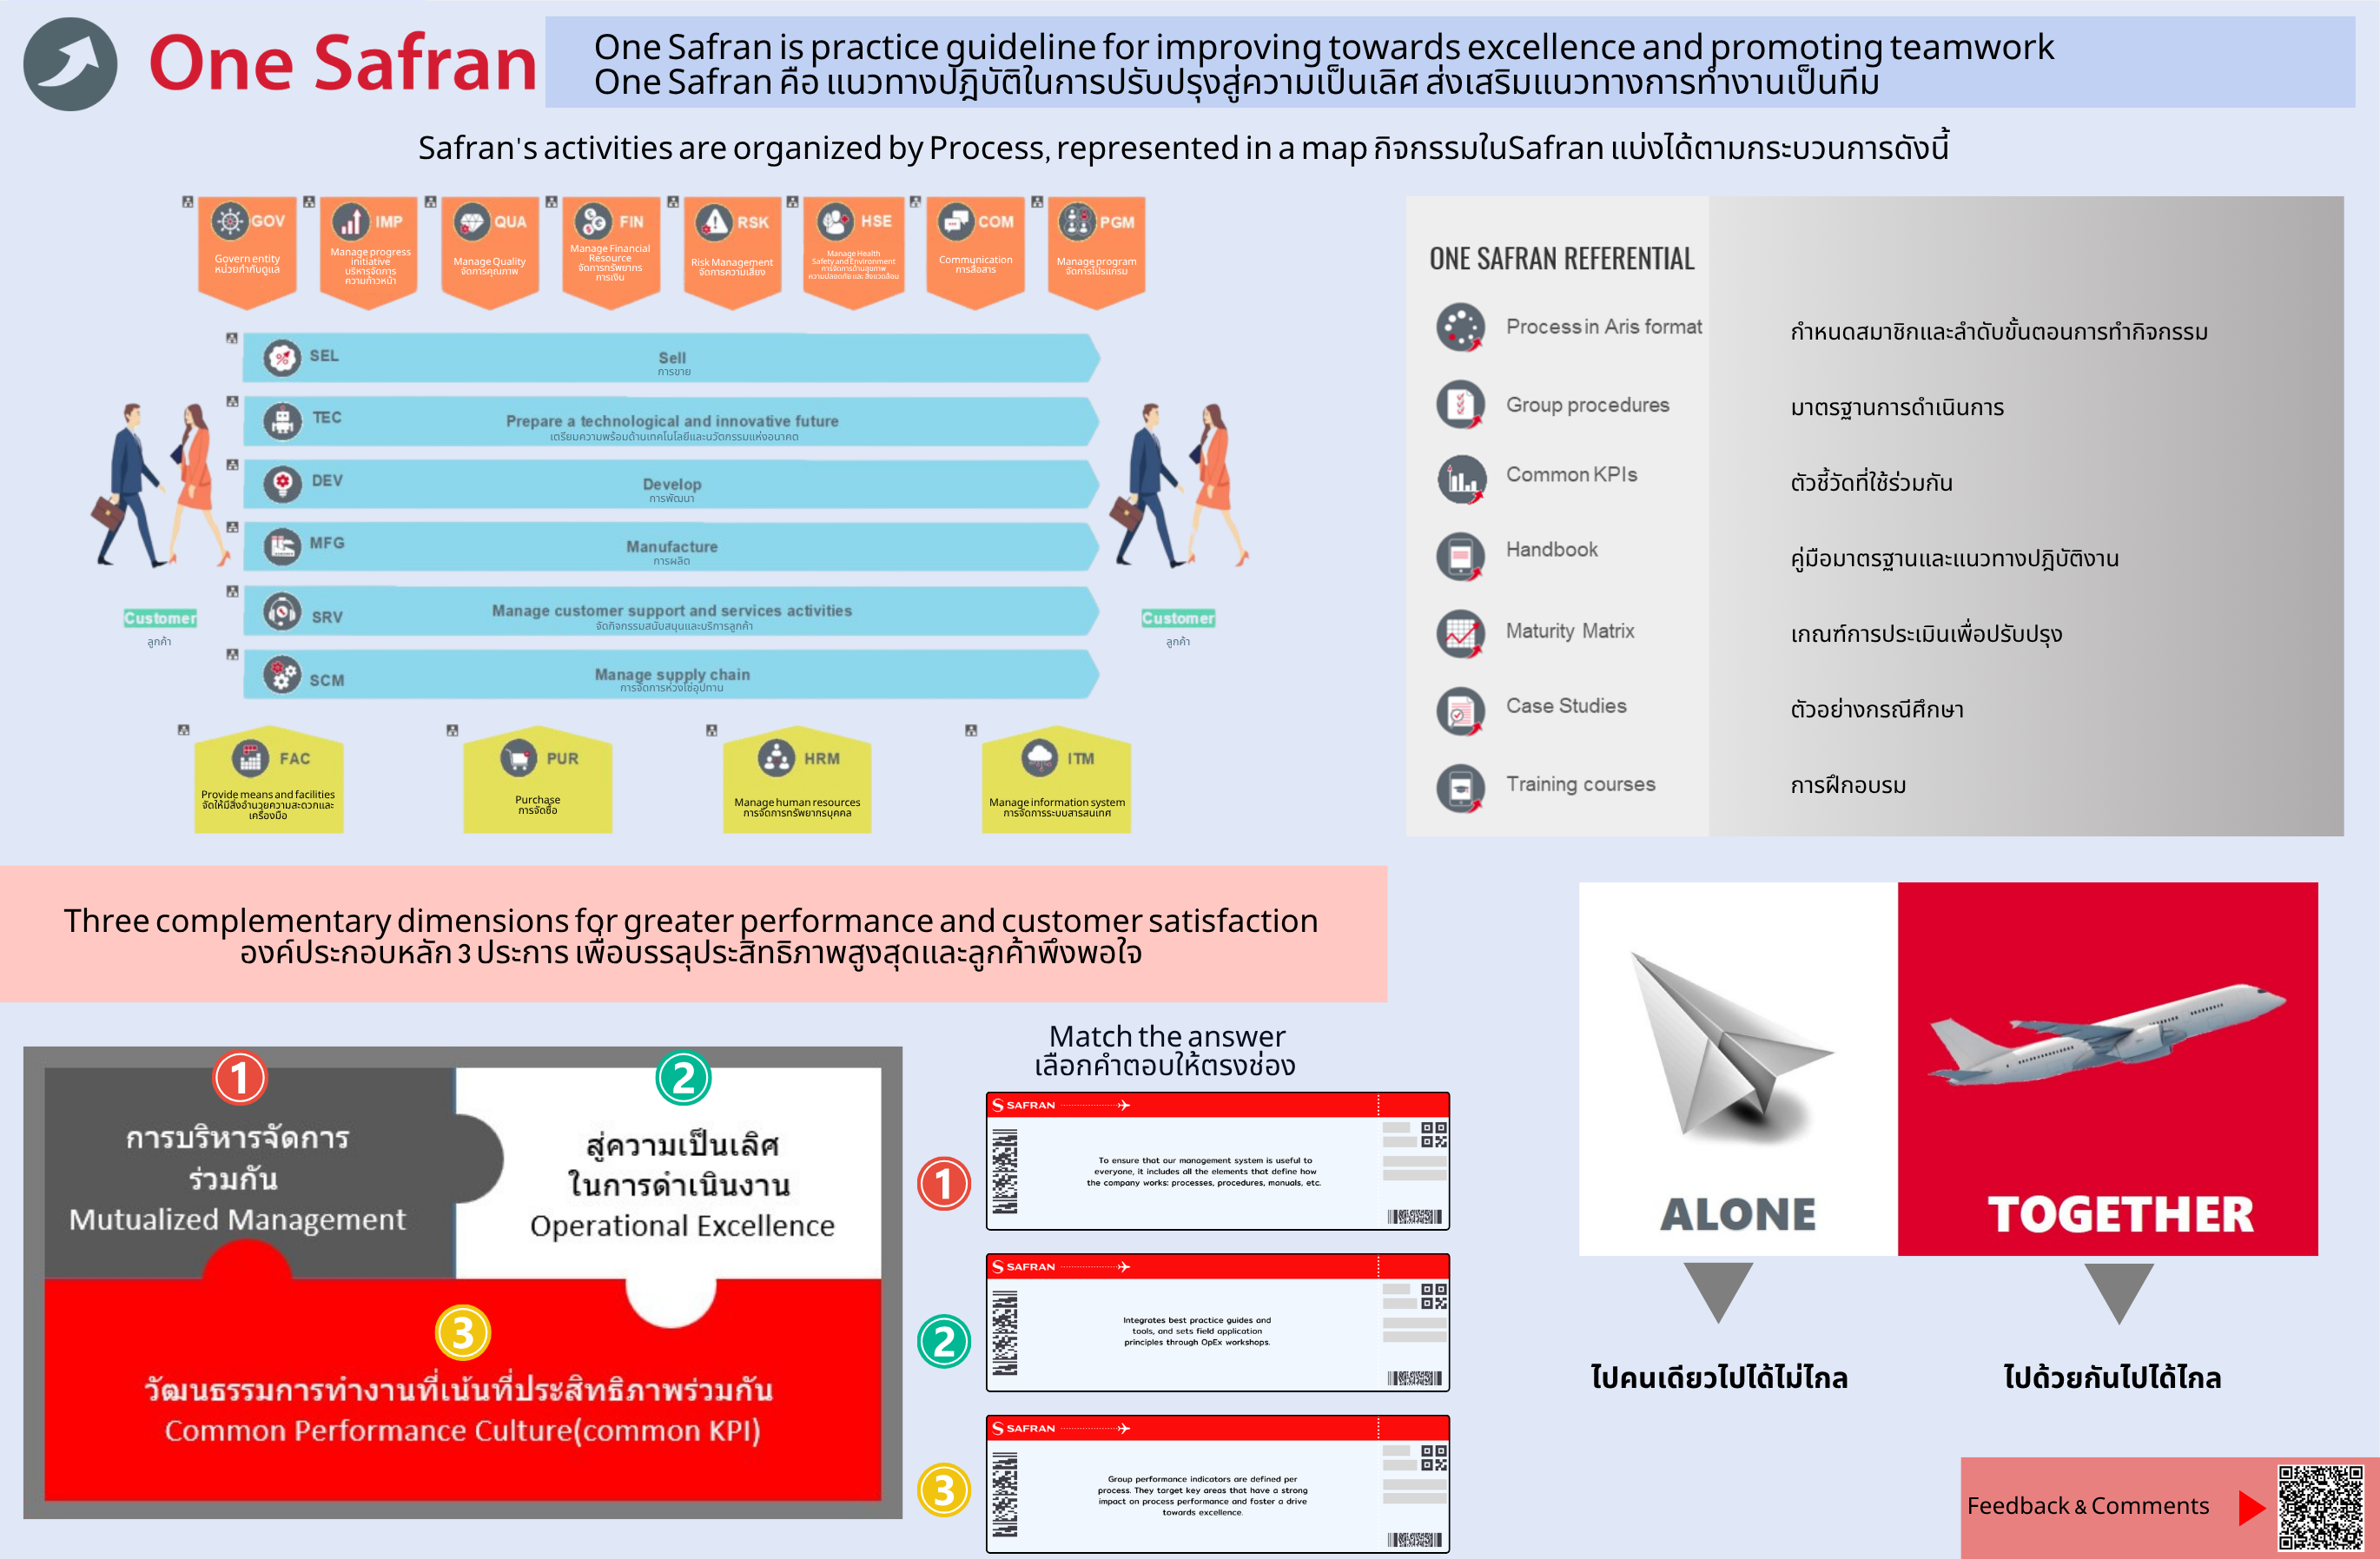 One Safran
One Safran is practice guideline for improving towards excellence and promoting teamwork
One Safran คือ แนวทางปฎิบัติในการปรับปรุงสู่ความเป็นเลิศ ส่งเสริมแนวทางการทำงานเป็นทีม
Safran's activities are organized by Process, represented in a map กิจกรรมในSafran แบ่งได้ตามกระบวนการดังนี้
GOV
Govern entity
หน่วยกำกับดูแล
IMP
Manage progress
initiative
บริหารจัดการ
ความก้าวหน้า
QUA
Manage Quality
จัดการคุณภาพ
FIN
Manage Financial
Resource
จัดการทรัพยากร
การเงิน
RSK
Risk Management
จัดการความเสี่ยง
HSE
Manage Health
Safety and Environment
การจัดการด้านสุขภาพ
ความปลอดภัย และ สิ่งแวดล้อม
COM
Communication
การสื่อสาร
PGM
Manage program
จัดการโปรแกรม
SEL
Sell
การขาย
TEC
Prepare a technological and innovative future
เตรียมความพร้อมด้านเทคโนโลยีและนวัตกรรมแห่งอนาคต
DEV
Develop
การพัฒนา
MFG
Manufacture
การผลิต
SRV
Manage customer support and services activities
จัดกิจกรรมสนับสนุนและบริการลูกค้า
SCM
Manage supply chain
การจัดการห่วงโซ่อุปทาน
Customer
ลูกค้า
Customer
ลูกค้า
FAC
Provide means and facilities
จัดให้มีสิ่งอำนวยความสะดวกและ
เครื่องมือ
PUR
Purchase
การจัดซื้อ
HRM
Manage human resources
การจัดการทรัพยากรบุคคล
ITM
Manage information system
การจัดการระบบสารสนเทศ
ONE SAFRAN REFERENTIAL
Process in Aris format กำหนดสมาชิกและลำดับขั้นตอนการทำกิจกรรม
Group procedures มาตรฐานการดำเนินการ
Common KPIs ตัวชี้วัดที่ใช้ร่วมกัน
Handbook คู่มือมาตรฐานและแนวทางปฎิบัติงาน
Maturity Matrix เกณฑ์การประเมินเพื่อปรับปรุง
Case Studies ตัวอย่างกรณีศึกษา
Training courses การฝึกอบรม
Three complementary dimensions for greater performance and customer satisfaction
องค์ประกอบหลัก 3 ประการ เพื่อบรรลุประสิทธิภาพสูงสุดและลูกค้าพึงพอใจ
1
การบริหารจัดการ
ร่วมกัน
Mutualized Management
2
สู่ความเป็นเลิศ
ในการดำเนินงาน
Operational Excellence
3
วัฒนธรรมการทำงานที่เน้นที่ประสิทธิภาพร่วมกัน
Common Performance Culture(common KPI)
Match the answer
เลือกคำตอบให้ตรงช่อง
1
SAFRAN
To ensure that our management system is useful to
everyone, it includes all the elements that define how
the company works: processes, procedures, manuals, etc.
2
SAFRAN
Integrates best practice guides and
tools, and sets field application
principles through OpEx workshops.
3
SAFRAN
Group performance indicators are defined per
process. They target key areas that have a strong
impact on process performance and foster a drive
towards excellence.
ALONE
TOGETHER
ไปคนเดียวไปได้ไม่ไกล
ไปด้วยกันไปได้ไกล
Feedback & Comments